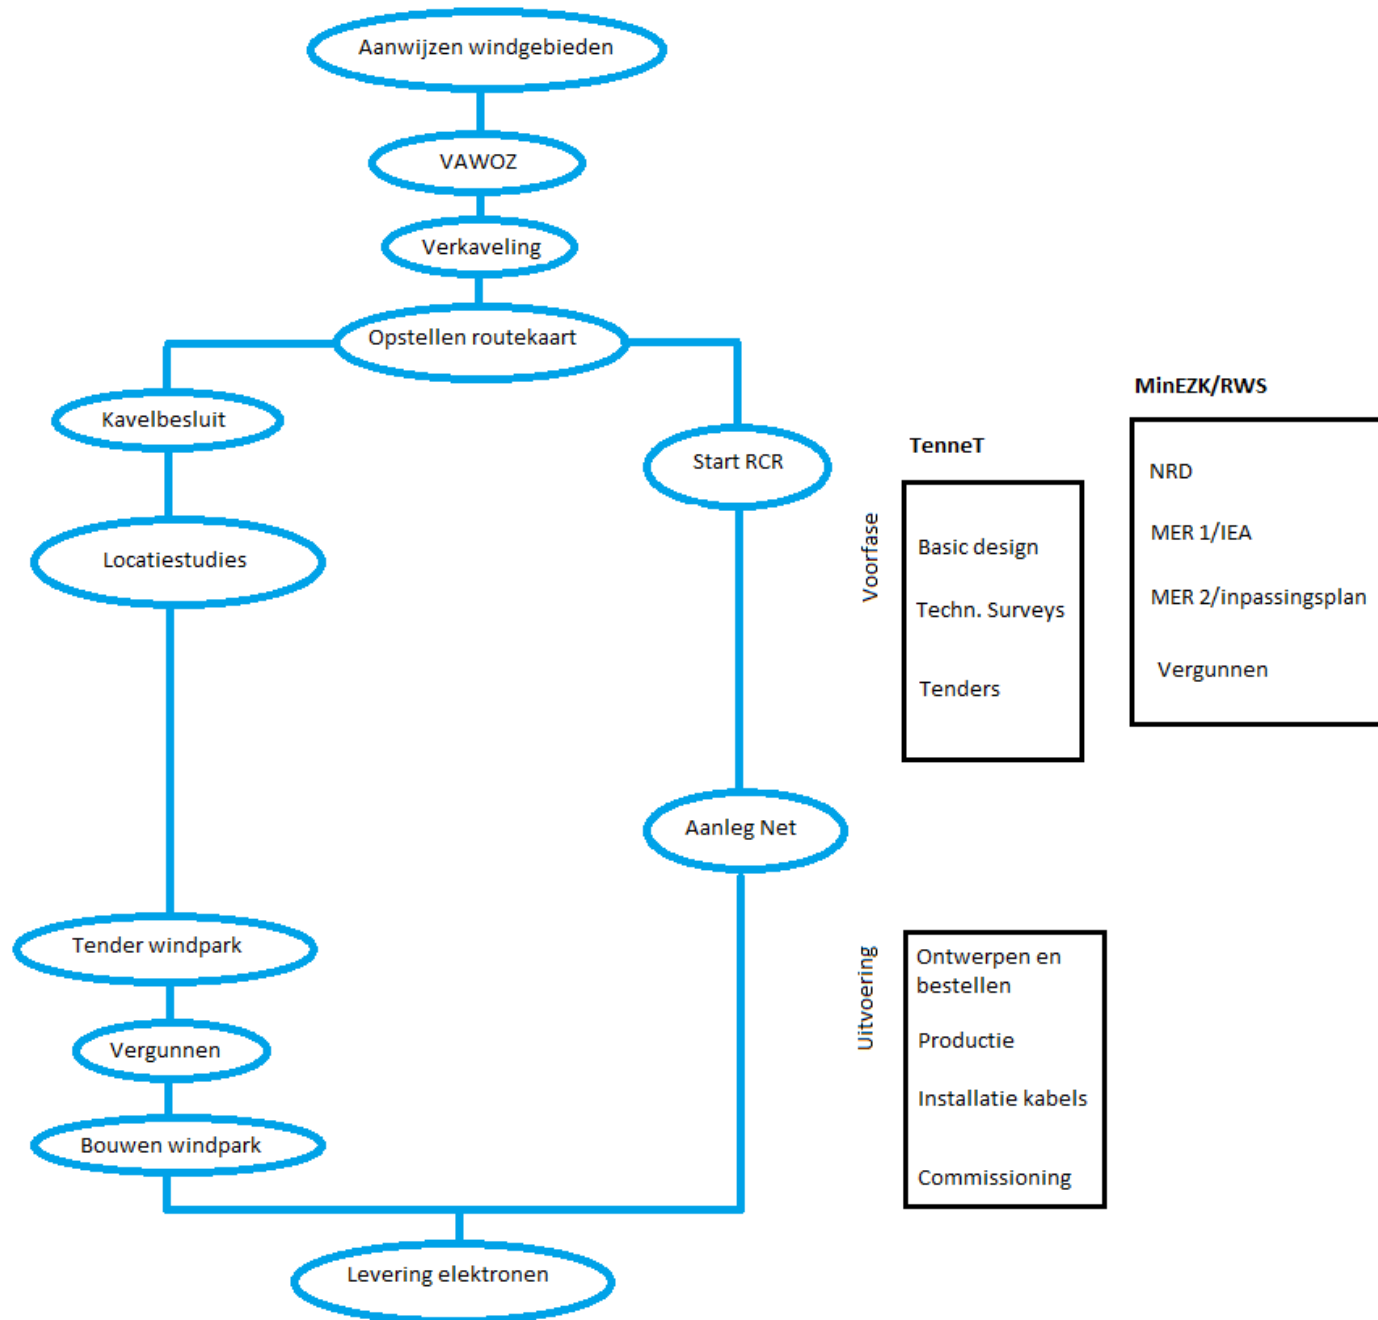 Aanwijzen windgebieden
VAWOZ
Verkaveling
Opstellen routekaart
Kavelbesluit
Locatiestudies
Tender windpark
Vergunnen
Bouwen windpark
Start RCR
Aanleg Net
Levering elektronen
TenneT
Voorfase
Basic design
Techn. Surveys
Tenders
MinEZK/RWS
NRD
MER 1/IEA
MER 2/inpassingsplan
Vergunnen
Uitvoering
Ontwerpen en
bestellen
Productie
Installatie kabels
Commissioning